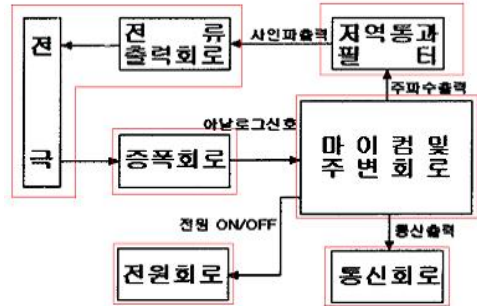 전
극
전 류
출력회로
사인파출력
저역통과
필 터
주파수출력
아날로그신호
증폭회로
마 이 컴 및
주 변 회 로
전원 ON/OFF
통신출력
전원회로
통신회로